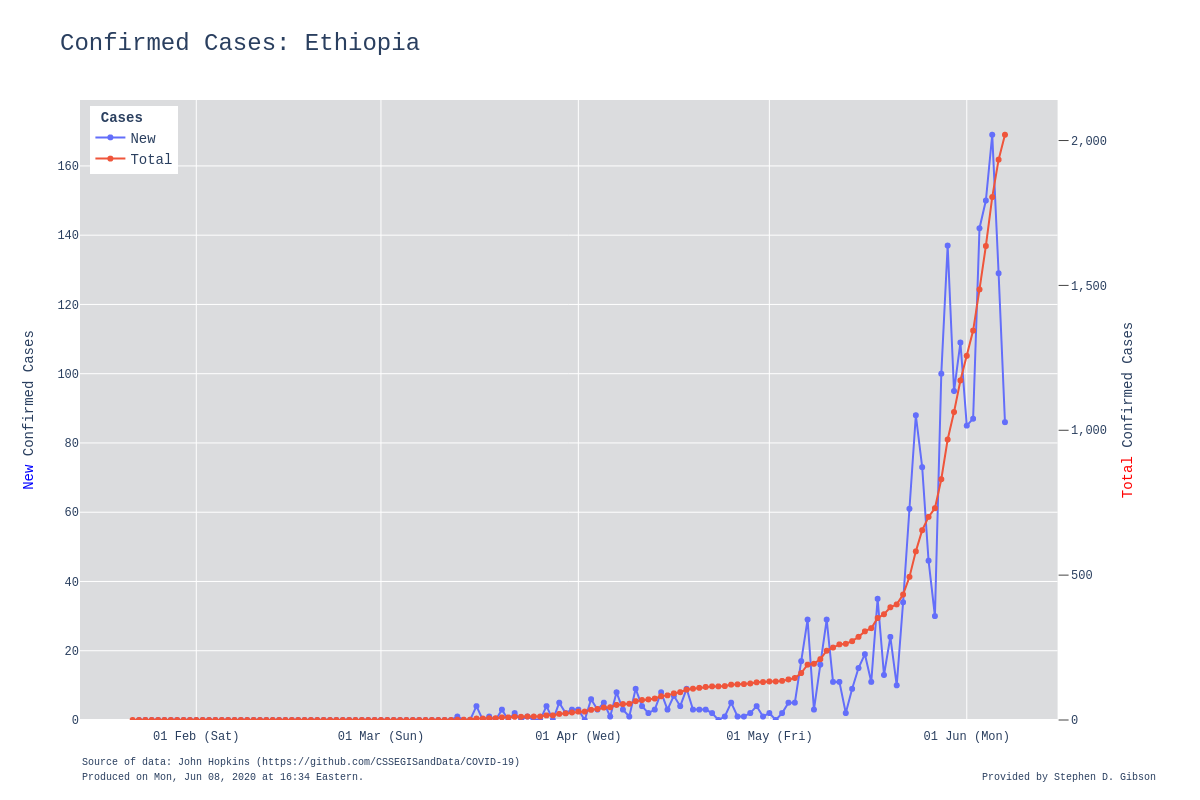 Confirmed Cases: Ethiopia
Cases
New
Total
160
140
120
100
80
60
40
20
0
2,000
1,500
1,000
500
0
New Confirmed Cases
Total Confirmed Cases
01 Feb (Sat) 01 Mar (Sun) 01 Apr (Wed) 01 May (Fri) 01 Jun (Mon)
Source of data: John Hopkins (https://github.com/CSSEGISandData/COVID-19)
Produced on Mon, Jun 08, 2020 at 16:34 Eastern.
Provided by Stephen D. Gibson